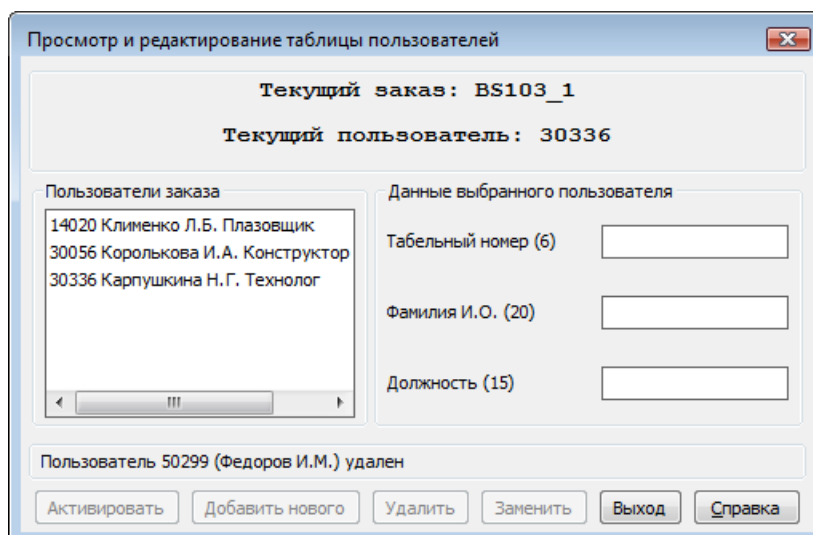 Просмотр и редактирование таблицы пользователей
Текущий заказ: BS103_1
Текущий пользователь: 30336
Пользователи заказа
14020 Клименко Л.Б. Плазовщик
30056 Королькова И.А. Конструктор
30336 Карпушкина Н.Г. Технолог
Данные выбранного пользователя
Табельный номер (6)
Фамилия И.О. (20)
Должность (15)
Пользователь 50299 (Федоров И.М.) удален
Активировать Добавить нового Удалить Заменить Выход Справка